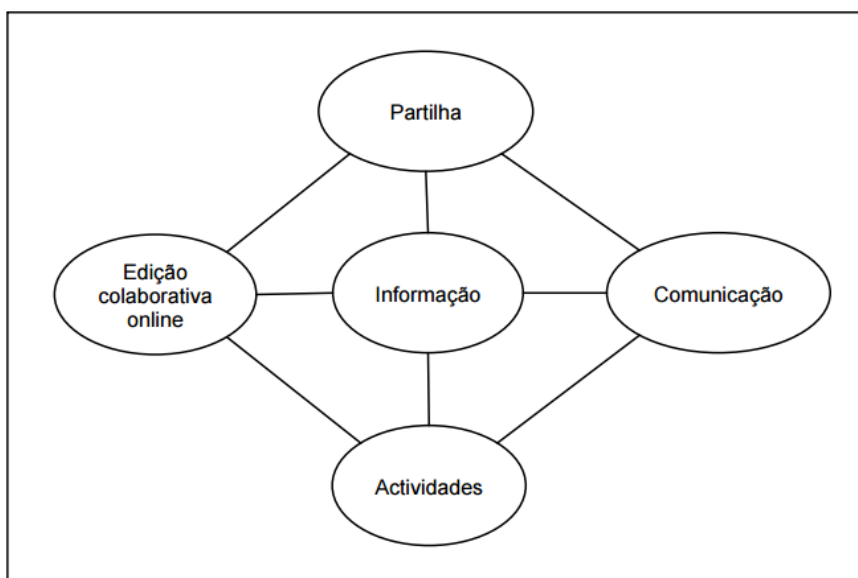 Partilha
Edição
colaborativa
online
Informação
Comunicação
Actividades